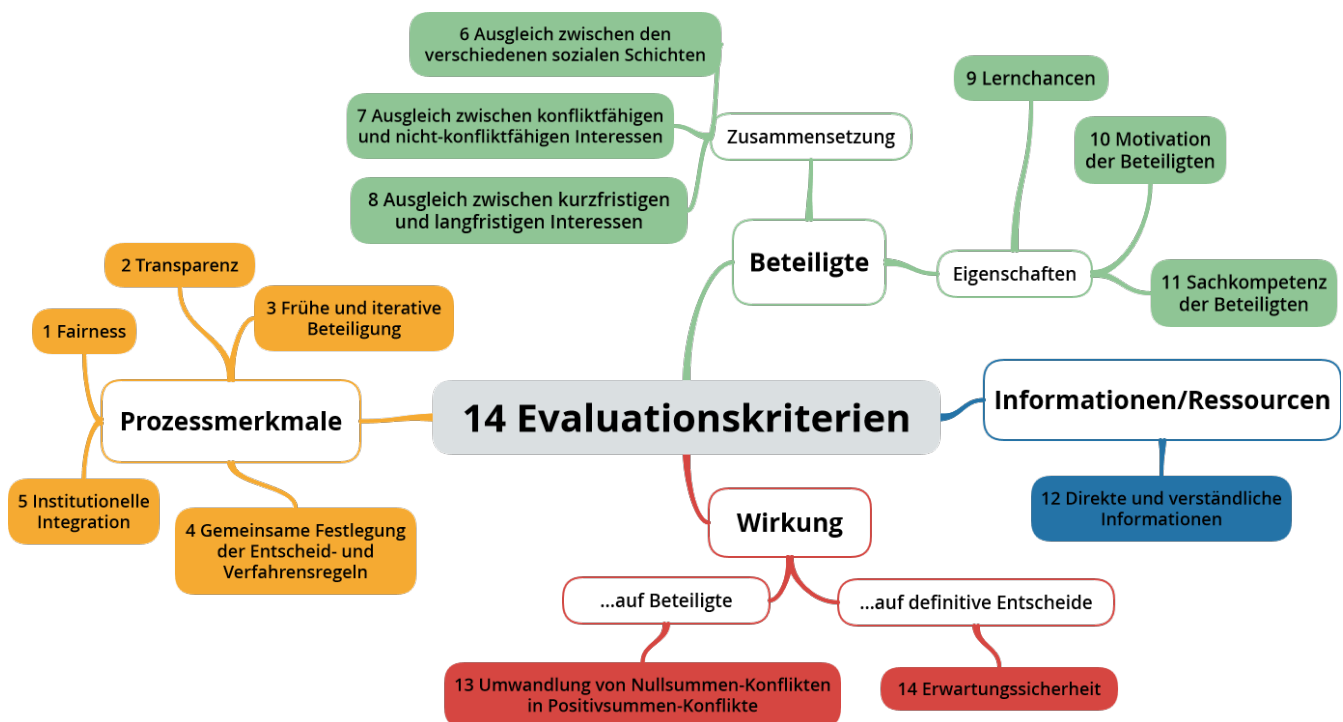 6 Ausgleich zwischen den
verschiedenen sozialen Schichten
7 Ausgleich zwischen konfliktfähigen
und nicht-konfliktfähigen Interessen
8 Ausgleich zwischen kurzfristigen
und langfristigen Interessen
Zusammensetzung
9 Lernchancen
10 Motivation
der Beteiligten
Beteiligte
Eigenschaften
11 Sachkompetenz
der Beteiligten
2 Transparenz
3 Frühe und iterative
Beteiligung
1 Fairness
Prozessmerkmale
5 Institutionelle
Integration
4 Gemeinsame Festlegung
der Entscheid- und
Verfahrensregeln
14 Evaluationskriterien
Informationen/Ressourcen
12 Direkte und verständliche
Informationen
Wirkung
...auf Beteiligte
...auf definitive Entscheide
13 Umwandlung von Nullsummen-Konflikten
in Positivsummen-Konflikte
14 Erwartungssicherheit